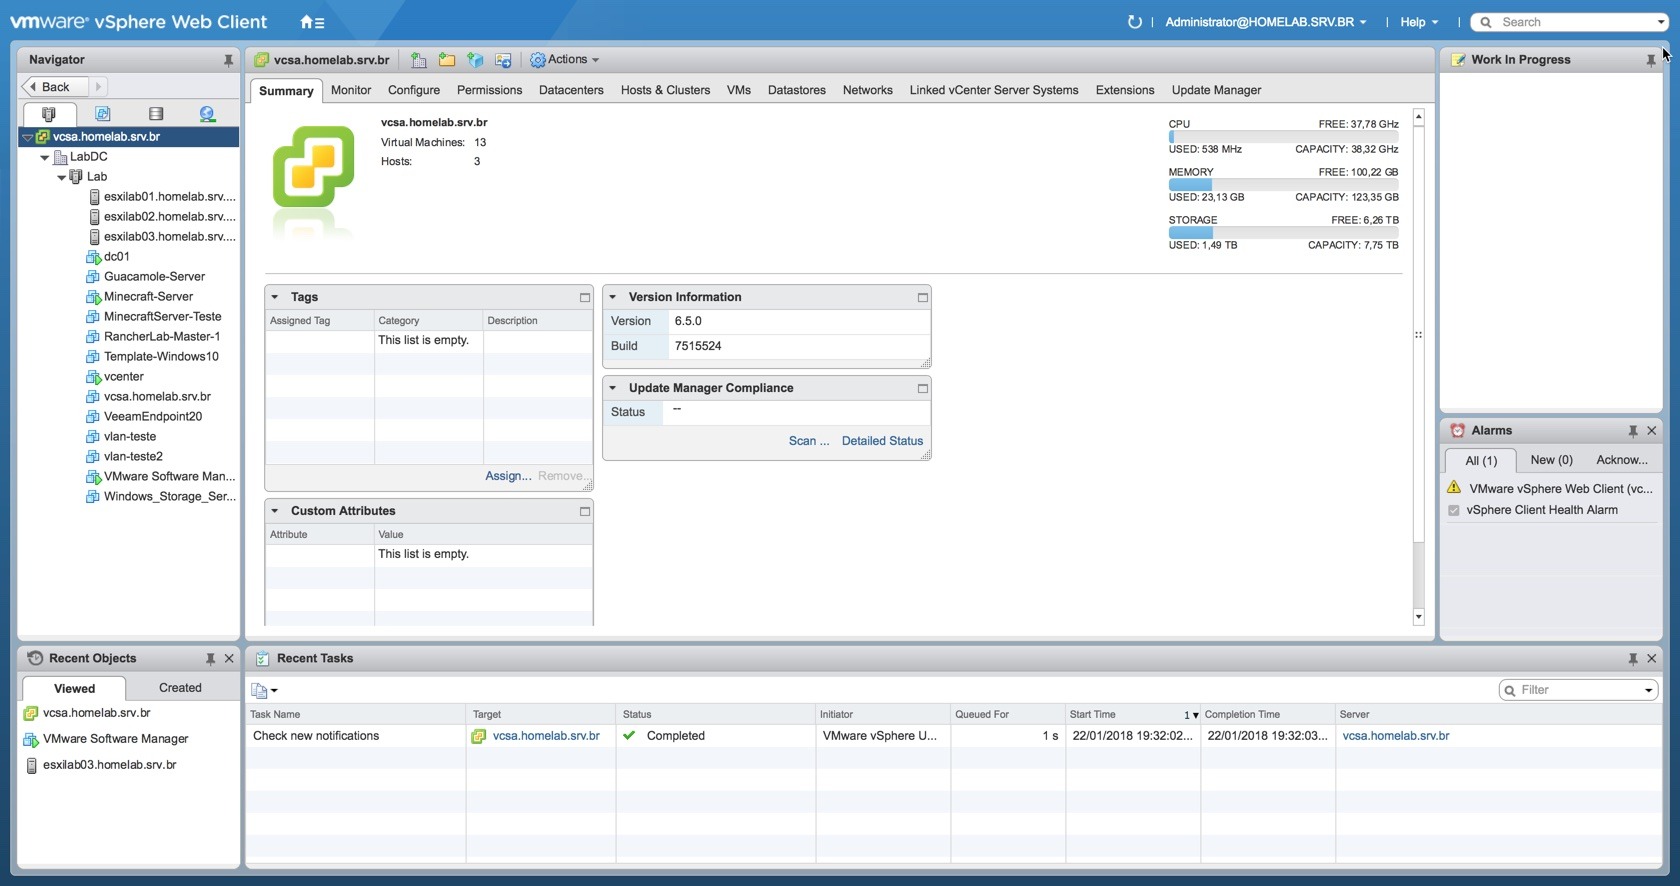 vmware® vSphere Web Client
Administrator@HOMELAB.SRV.BR
Help
Search
Navigator
Back
vcsa.homelab.srv.br
LabDC
Lab
esxilab01.homelab.srv....
esxilab02.homelab.srv....
esxilab03.homelab.srv....
dc01
Guacamole-Server
Minecraft-Server
MinecraftServer-Teste
RancherLab-Master-1
Template-Windows10
vcenter
vcsa.homelab.srv.br
VeeamEndpoint20
vlan-teste
vlan-teste2
VMware Software Man...
Windows_Storage_Ser...
vcsa.homelab.srv.br
Actions
Summary Monitor Configure Permissions Datacenters Hosts & Clusters VMs Datastores Networks Linked vCenter Server Systems Extensions Update Manager
vcsa.homelab.srv.br
Virtual Machines: 13
Hosts: 3
CPU FREE: 37,78 GHz
USED: 538 MHz CAPACITY: 38,32 GHz
MEMORY FREE: 100,22 GB
USED: 23,13 GB CAPACITY: 123,35 GB
STORAGE FREE: 6,26 TB
USED: 1,49 TB CAPACITY: 7,75 TB
Tags
Assigned Tag Category Description
This list is empty.
Assign... Remove...
Custom Attributes
Attribute Value
This list is empty.
Version Information
Version 6.5.0
Build 7515524
Update Manager Compliance
Status --
Scan ... Detailed Status
Work In Progress
Alarms
All (1) New (0) Acknow...
VMware vSphere Web Client (vc...
vSphere Client Health Alarm
Recent Objects
Viewed Created
vcsa.homelab.srv.br
VMware Software Manager
esxilab03.homelab.srv.br
Recent Tasks
Filter
Task Name Target Status Initiator Queued For Start Time 1 Completion Time Server
Check new notifications vcsa.homelab.srv.br Completed VMware vSphere U... 1 s 22/01/2018 19:32:02... 22/01/2018 19:32:03... vcsa.homelab.srv.br